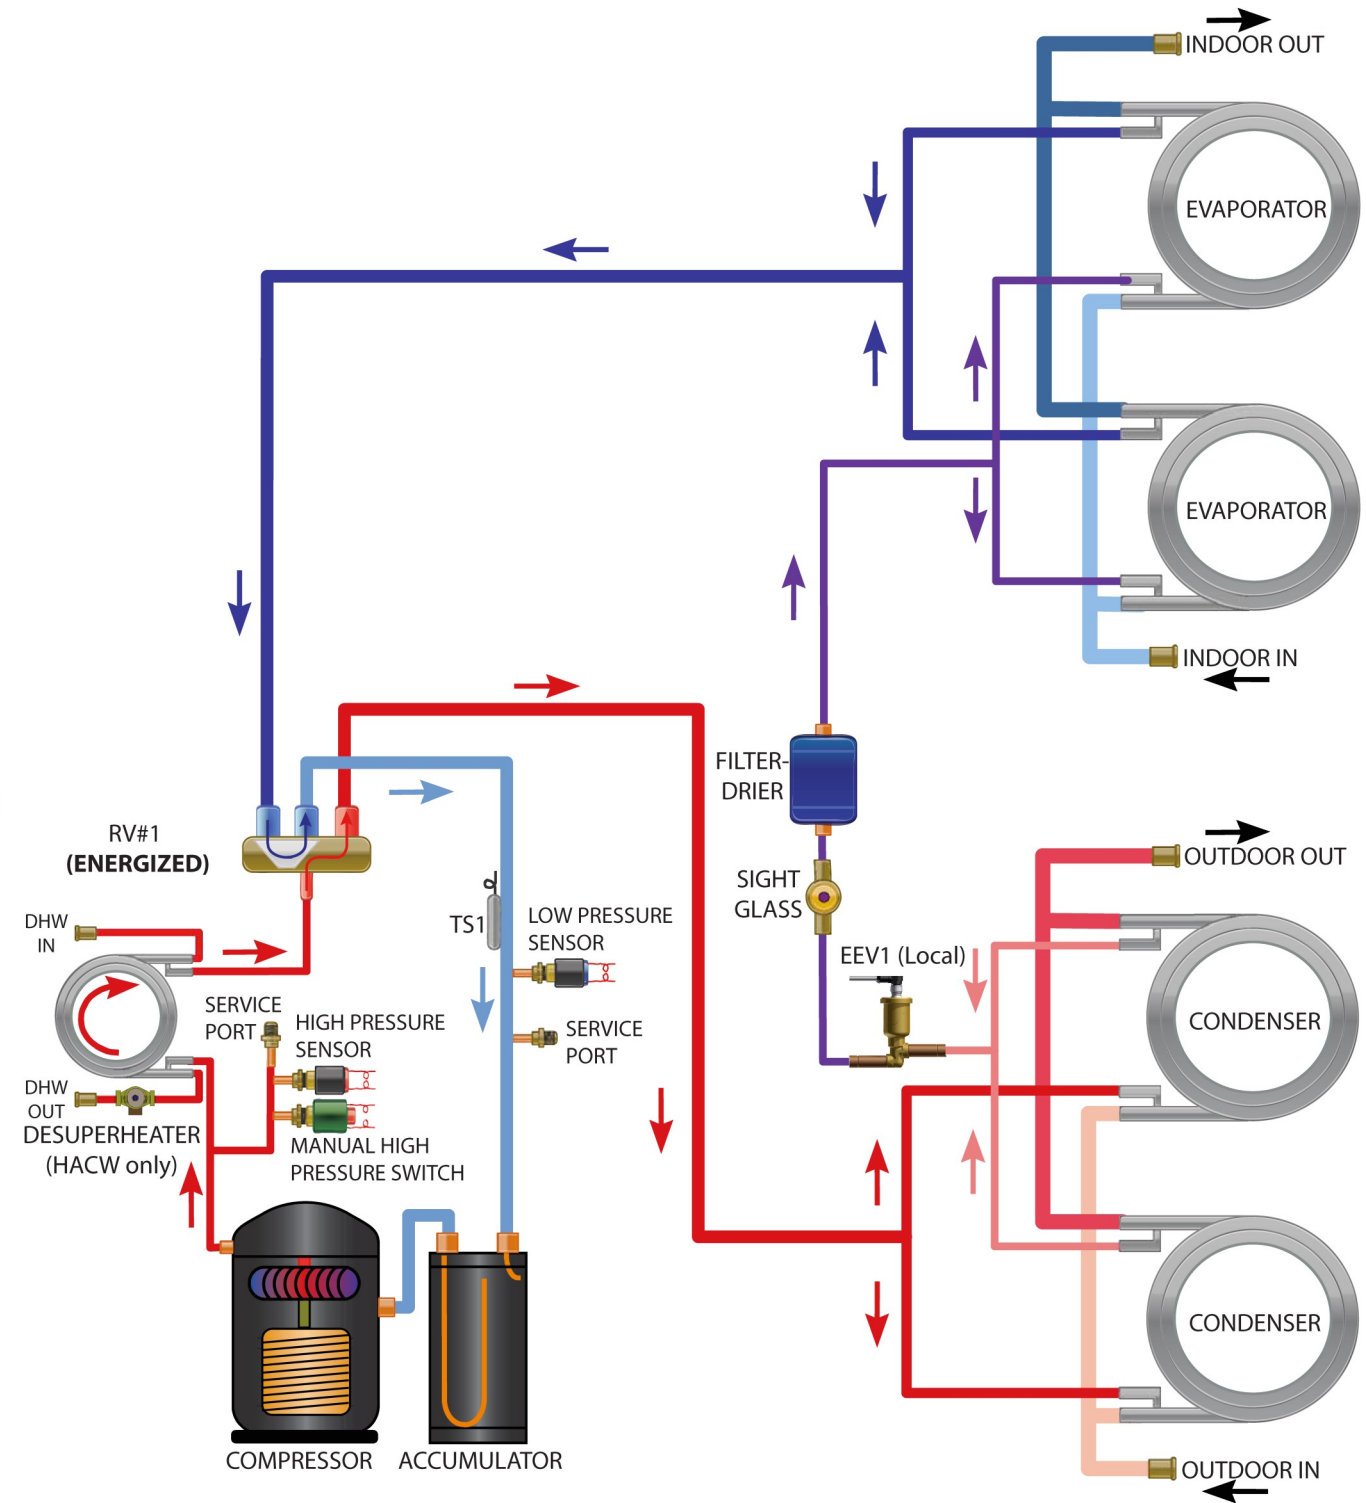 INDOOR OUT
EVAPORATOR
EVAPORATOR
INDOOR IN
FILTER-
DRIER
RV#1
(ENERGIZED)
OUTDOOR OUT
SIGHT
GLASS
DHW
IN
TS1
LOW PRESSURE
SENSOR
EEV1 (Local)
SERVICE
PORT
HIGH PRESSURE
SENSOR
SERVICE
PORT
CONDENSER
DHW
OUT
DESUPERHEATER
(HACW only)
MANUAL HIGH
PRESSURE SWITCH
CONDENSER
COMPRESSOR
ACCUMULATOR
OUTDOOR IN